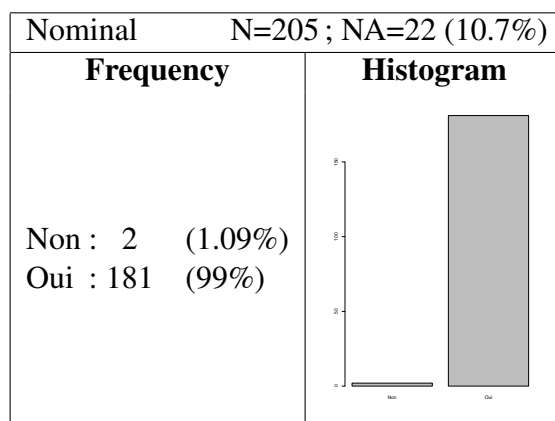 Nominal N=205 ; NA=22 (10.7%)
Frequency
Histogram
Non : 2 (1.09%)
Oui : 181 (99%)
150
100
50
0
Non Oui